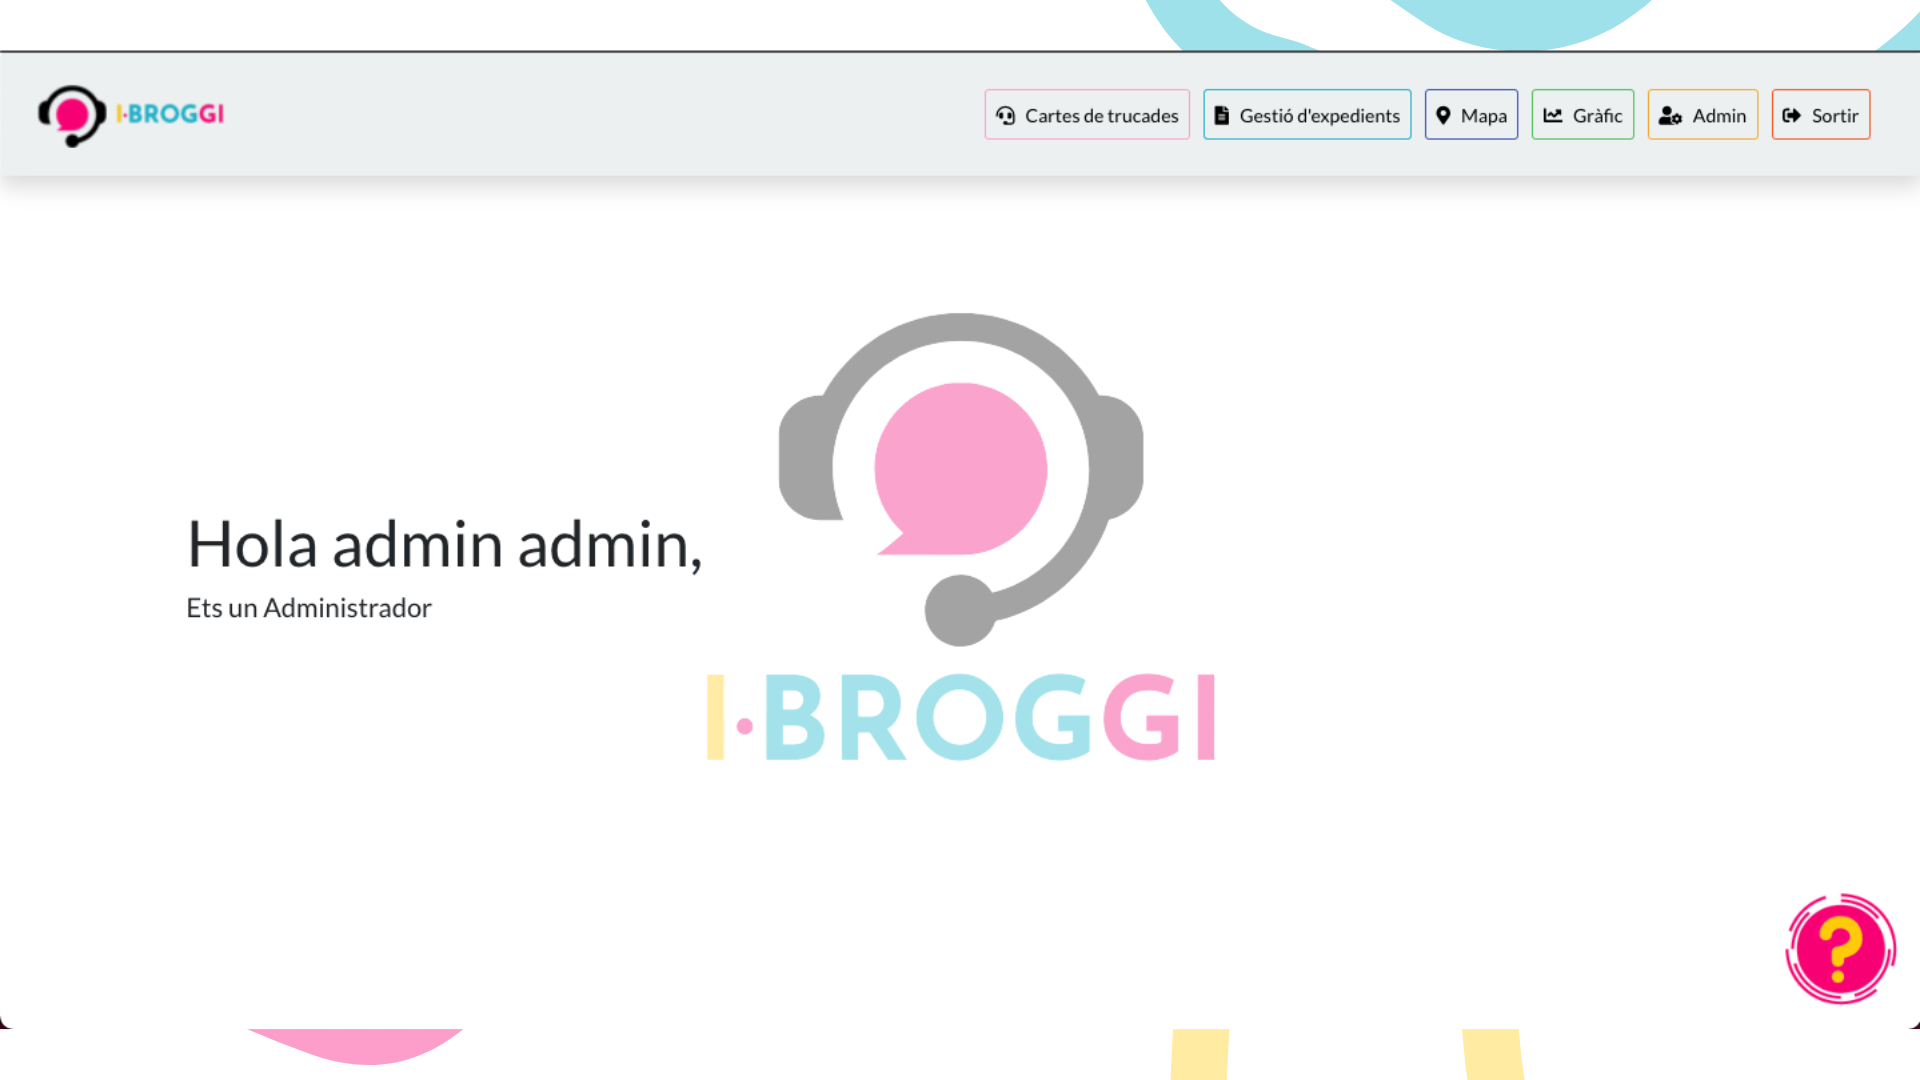 I·BROGGI
Cartes de trucades
Gestió d'expedients
Mapa
Gràfic
Admin
Sortir
Hola admin admin,
Ets un Administrador
I·BROGGI
?